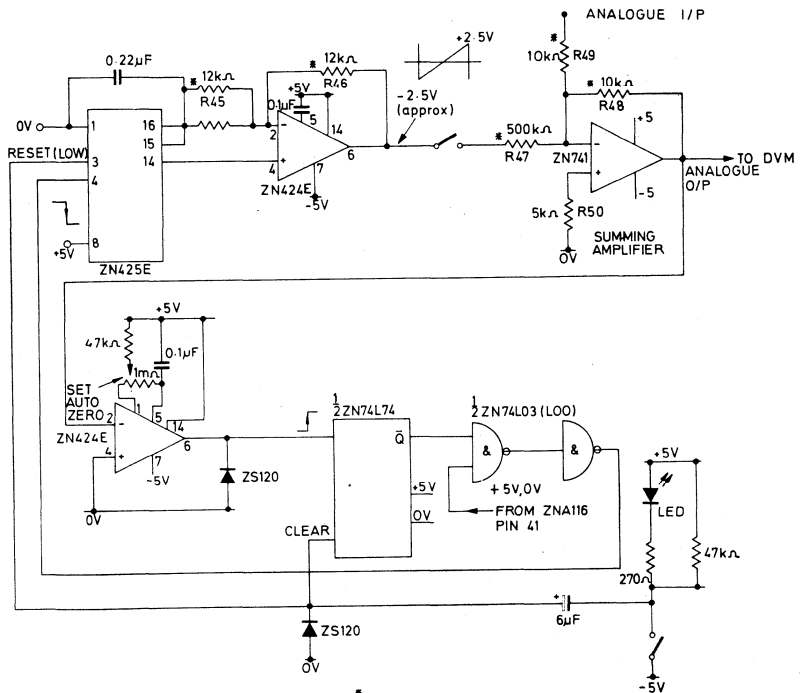 ANALOGUE I/P
+2.5V
0.22µF
* 12kΩ
R45
* 12kΩ
R46
+5V
0.1µF
-2.5V
(approx)
*
10kΩ
R49
* 10kΩ
R48
0V
1
16
15
RESET (LOW)
3
14
4
+5V
B
ZN425E
2
-
5
14
6
4
+
7
ZN424E
-5V
* 500kΩ
R47
ZN741
-
+
+5
-5
5kΩ
R50
0V
SUMMING
AMPLIFIER
TO DVM
ANALOGUE
O/P
+5V
47kΩ
0.1µF
1mΩ
SET
AUTO
ZERO
1
5
14
2
-
ZN424E
4
+
6
7
-5V
0V
ZS120
1/2 ZN74L74
Q̄
+5V
0V
CLEAR
1/2 ZN74L03 (L00)
&
&
+5V,0V
FROM ZNA116
PIN 41
+5V
LED
270Ω
47kΩ
+
6µF
ZS120
0V
-5V
*